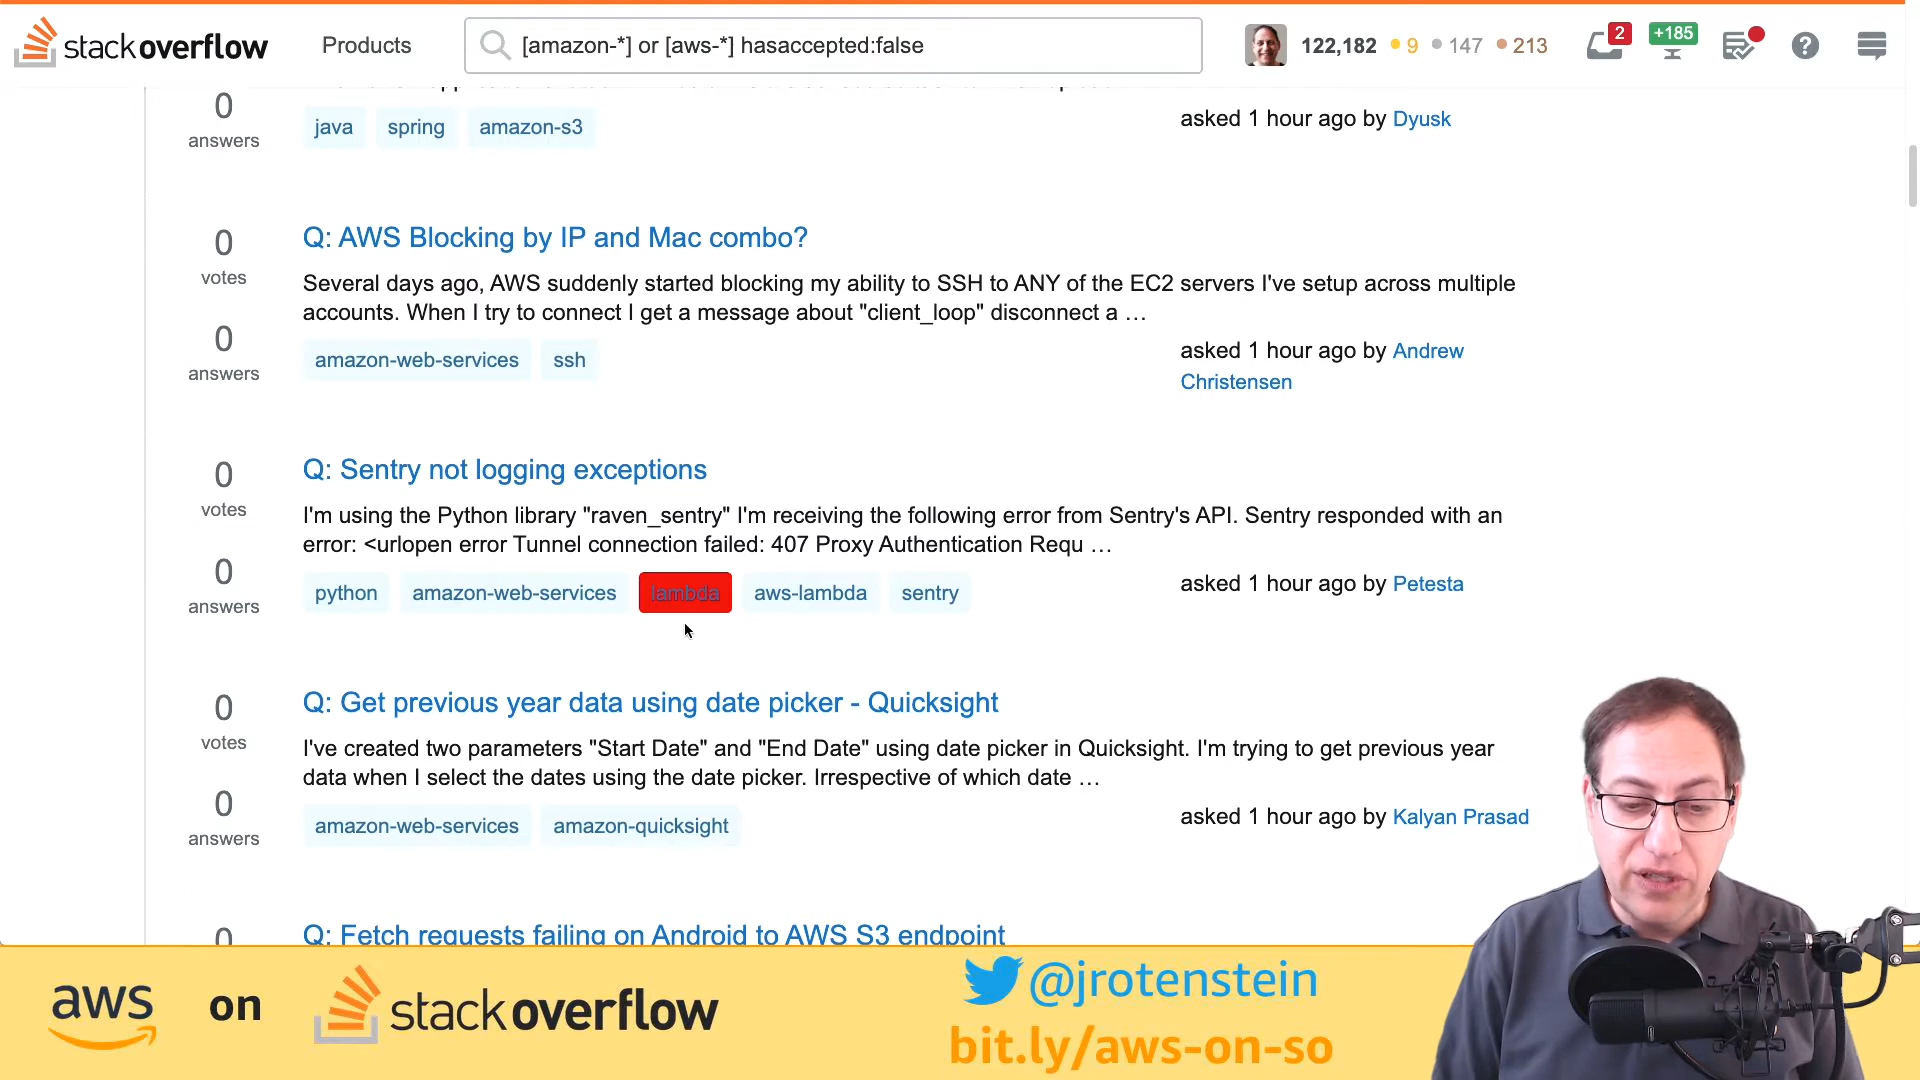 stackoverflow
Products
[amazon-*] or [aws-*] hasaccepted:false
122,182 9 147 213
2
+185
?
0
answers
java spring amazon-s3
asked 1 hour ago by Dyusk
0
votes
0
answers
Q: AWS Blocking by IP and Mac combo?
Several days ago, AWS suddenly started blocking my ability to SSH to ANY of the EC2 servers I've setup across multiple
accounts. When I try to connect I get a message about "client_loop" disconnect a …
amazon-web-services ssh
asked 1 hour ago by Andrew
Christensen
0
votes
0
answers
Q: Sentry not logging exceptions
I'm using the Python library "raven_sentry" I'm receiving the following error from Sentry's API. Sentry responded with an
error: <urlopen error Tunnel connection failed: 407 Proxy Authentication Requ …
python amazon-web-services lambda aws-lambda sentry
asked 1 hour ago by Petesta
0
votes
0
answers
Q: Get previous year data using date picker - Quicksight
I've created two parameters "Start Date" and "End Date" using date picker in Quicksight. I'm trying to get previous year
data when I select the dates using the date picker. Irrespective of which date …
amazon-web-services amazon-quicksight
asked 1 hour ago by Kalyan Prasad
0
Q: Fetch requests failing on Android to AWS S3 endpoint
aws on stackoverflow
@jrotenstein
bit.ly/aws-on-so